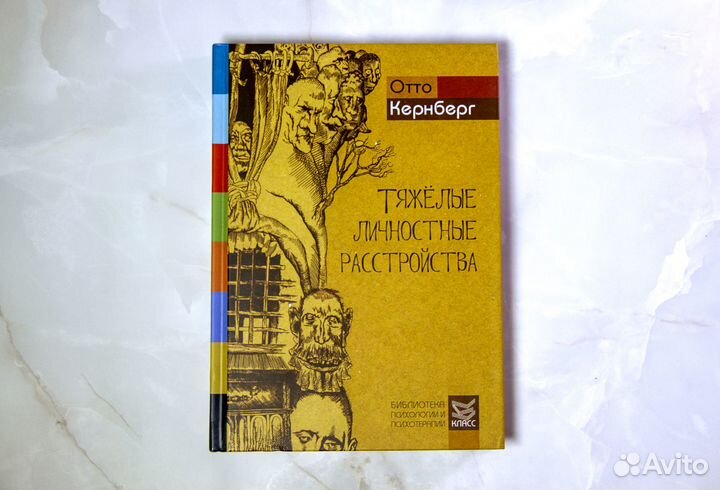 Отто
Кернберг
ТЯЖЁЛЫЕ
ЛИЧНОСТНЫЕ
РАССТРОЙСТВА
БИБЛИОТЕКА
ПСИХОЛОГИИ И
ПСИХОТЕРАПИИ
КЛАСС
Avito